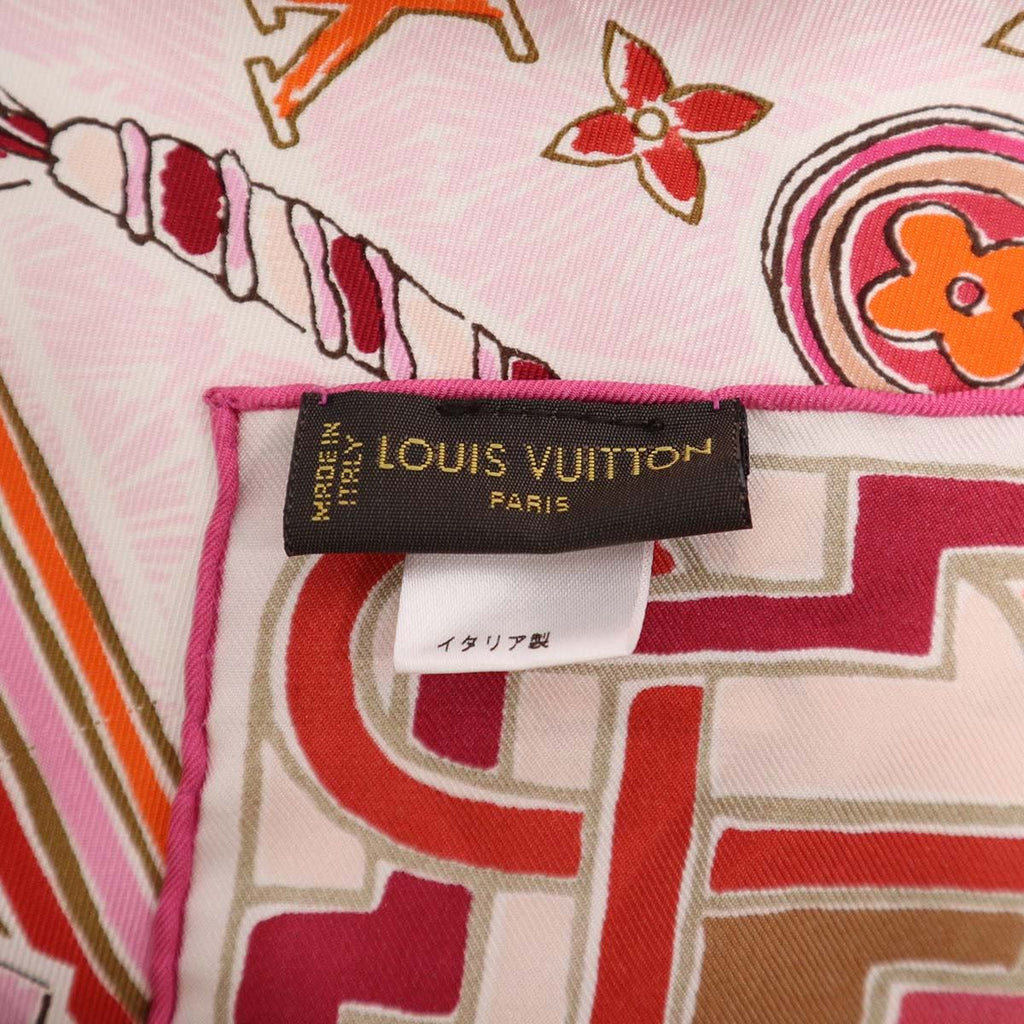 MADE IN
ITALY
LOUIS VUITTON
PARIS
イタリア製